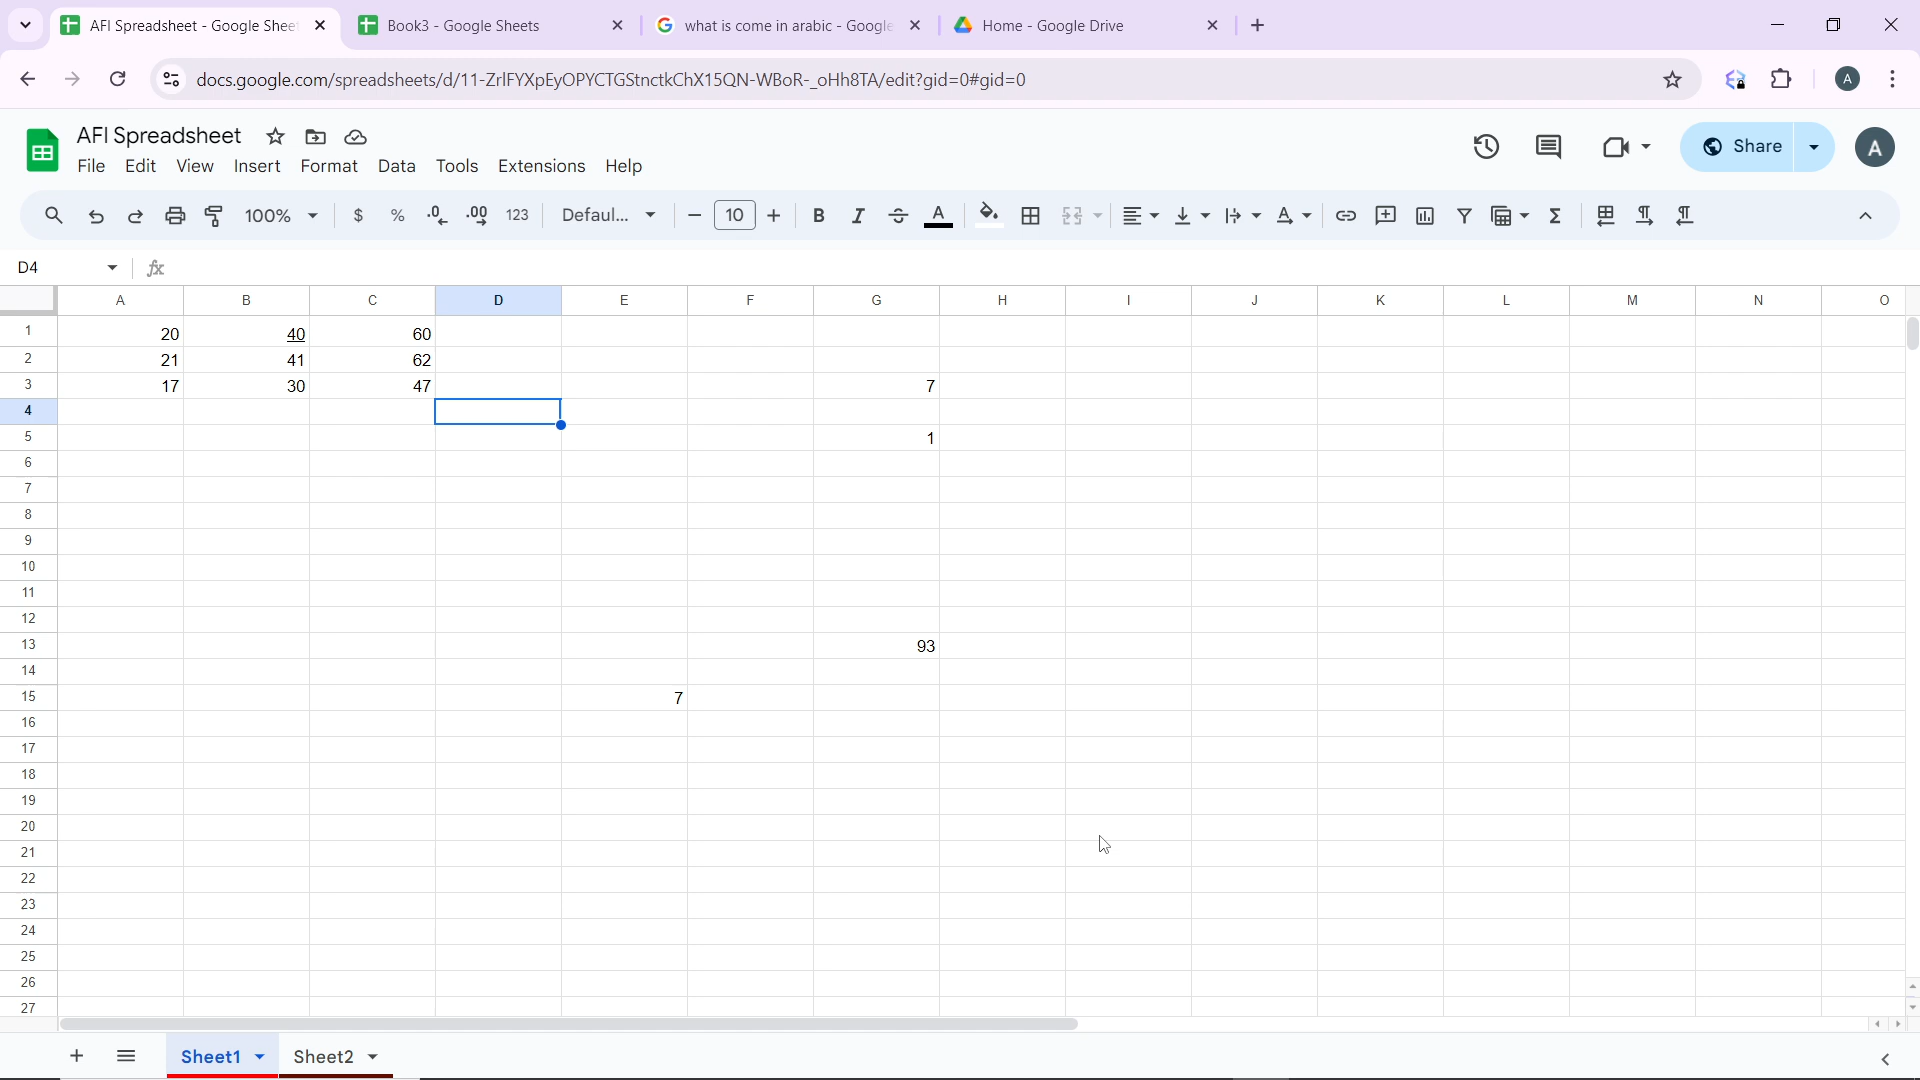 AFI Spreadsheet - Google Shee
Book3 - Google Sheets
what is come in arabic - Google
Home - Google Drive
docs.google.com/spreadsheets/d/11-ZrlFYXpEyOPYCTGStnctkChX15QN-WBoR-_oHh8TA/edit?gid=0#gid=0
A
AFI Spreadsheet
Share
A
File Edit View Insert Format Data Tools Extensions Help
100% $ % .0 .00 123 Defaul... 10 B I A
D4 fx
A B C D E F G H I J K L M N O
1 20 40 60
2 21 41 62
3 17 30 47 7
4
5 1
6
7
8
9
10
11
12
13 93
14
15 7
16
17
18
19
20
21
22
23
24
25
26
27
Sheet1 Sheet2